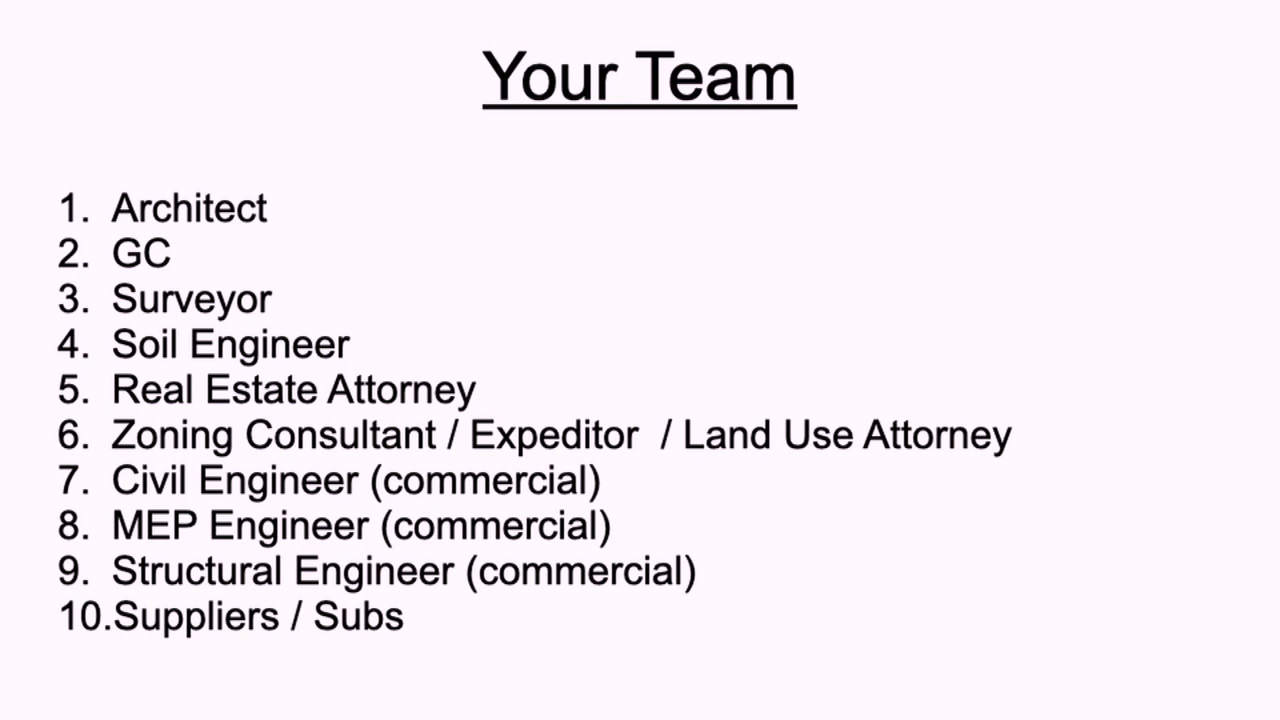 Your Team
1. Architect
2. GC
3. Surveyor
4. Soil Engineer
5. Real Estate Attorney
6. Zoning Consultant / Expeditor  / Land Use Attorney
7. Civil Engineer (commercial)
8. MEP Engineer (commercial)
9. Structural Engineer (commercial)
10.Suppliers / Subs